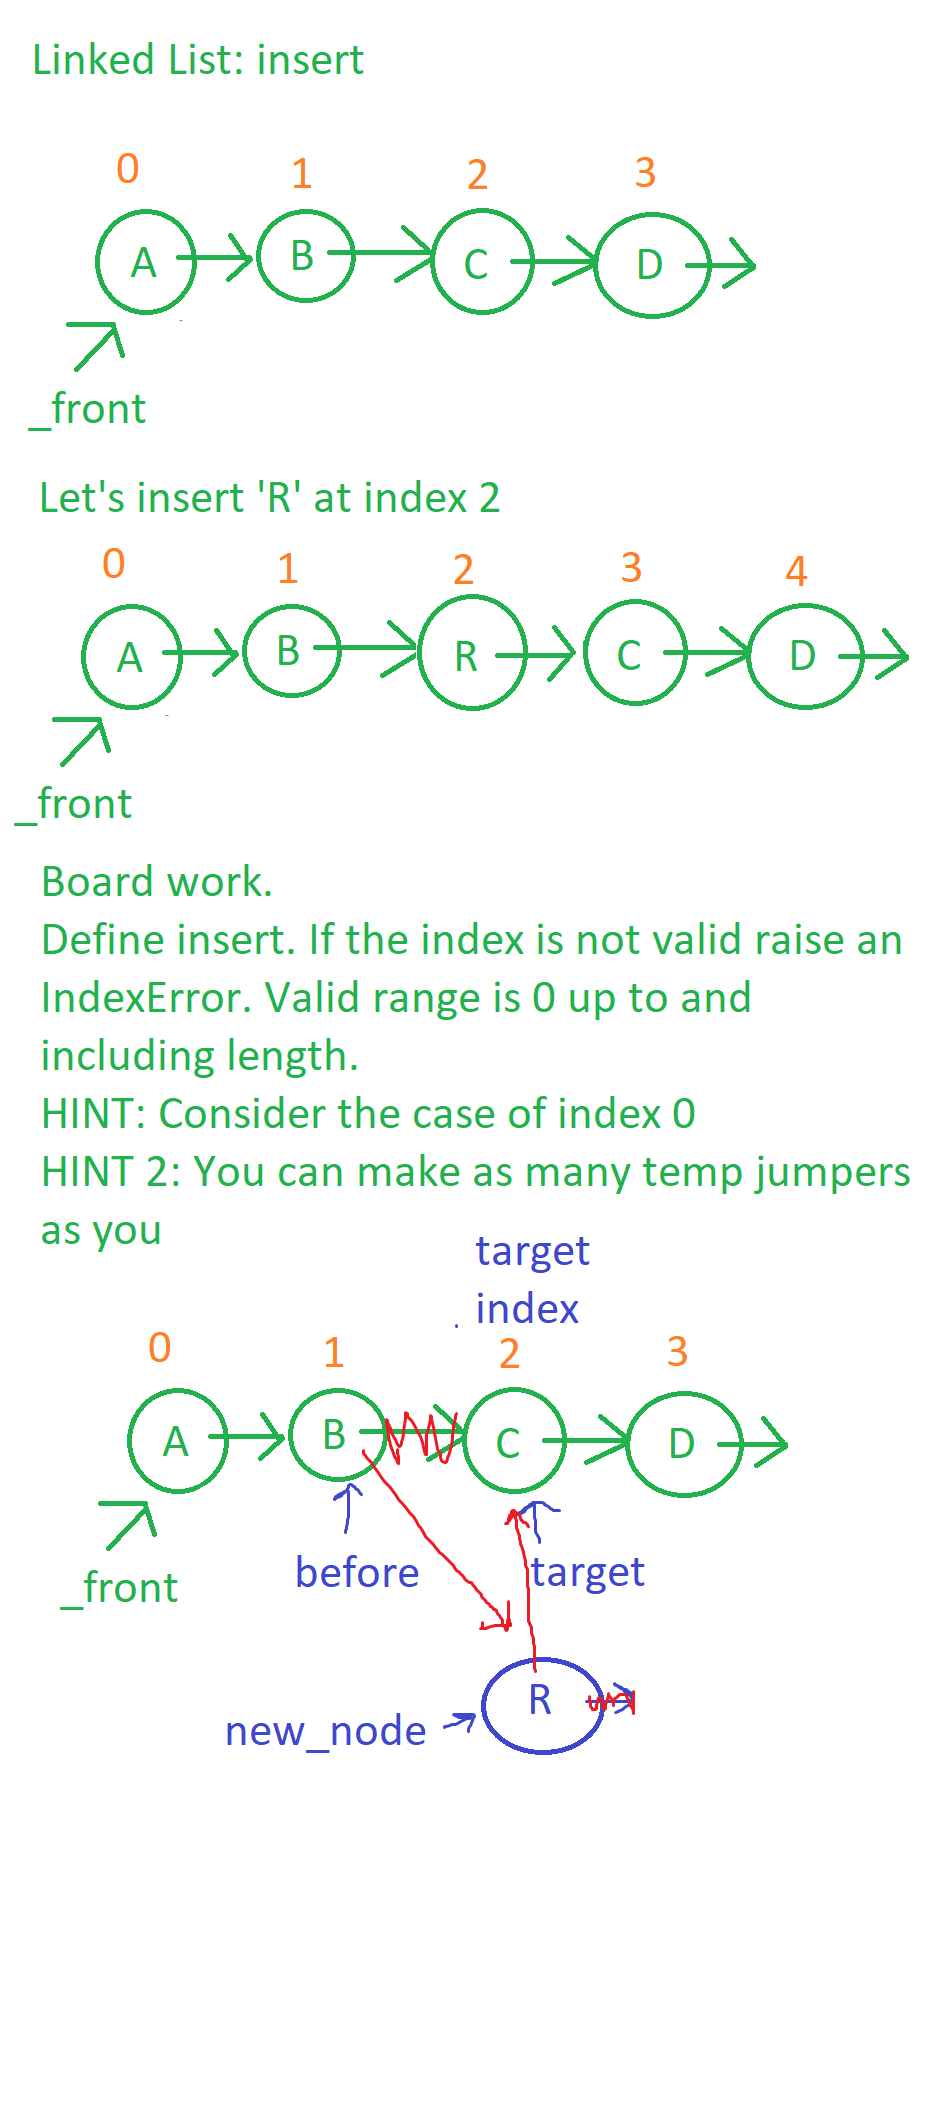 Linked List: insert
0 1 2 3
A B C D
_front
Let's insert 'R' at index 2
0 1 2 3 4
A B R C D
_front
Board work.
Define insert. If the index is not valid raise an
IndexError. Valid range is 0 up to and
including length.
HINT: Consider the case of index 0
HINT 2: You can make as many temp jumpers
as you
target
index
0 1 2 3
A B C D
before target
_front
R
new_node